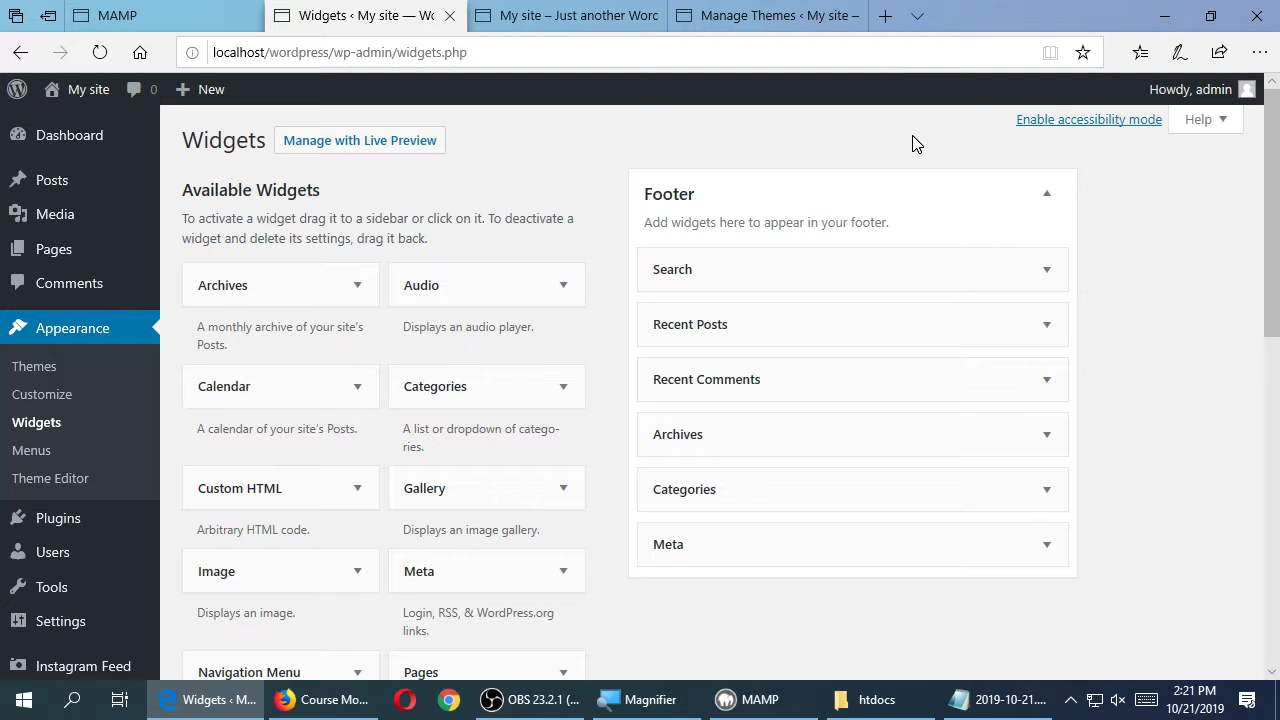 MAMP
Widgets ‹ My site — Wo
My site – Just another Word
Manage Themes ‹ My site –
localhost/wordpress/wp-admin/widgets.php
My site
0
New
Howdy, admin
Dashboard
Posts
Media
Pages
Comments
Appearance
Themes
Customize
Widgets
Menus
Theme Editor
Plugins
Users
Tools
Settings
Instagram Feed
Enable accessibility mode
Help
Widgets
Manage with Live Preview
Available Widgets
To activate a widget drag it to a sidebar or click on it. To deactivate a
widget and delete its settings, drag it back.
Archives
A monthly archive of your site's
Posts.
Audio
Displays an audio player.
Calendar
A calendar of your site's Posts.
Categories
A list or dropdown of catego-
ries.
Custom HTML
Arbitrary HTML code.
Gallery
Displays an image gallery.
Image
Displays an image.
Meta
Login, RSS, & WordPress.org
links.
Navigation Menu
Pages
Footer
Add widgets here to appear in your footer.
Search
Recent Posts
Recent Comments
Archives
Categories
Meta
Widgets ‹ M...
Course Mo...
OBS 23.2.1 (...
Magnifier
MAMP
htdocs
2019-10-21....
2:21 PM
10/21/2019